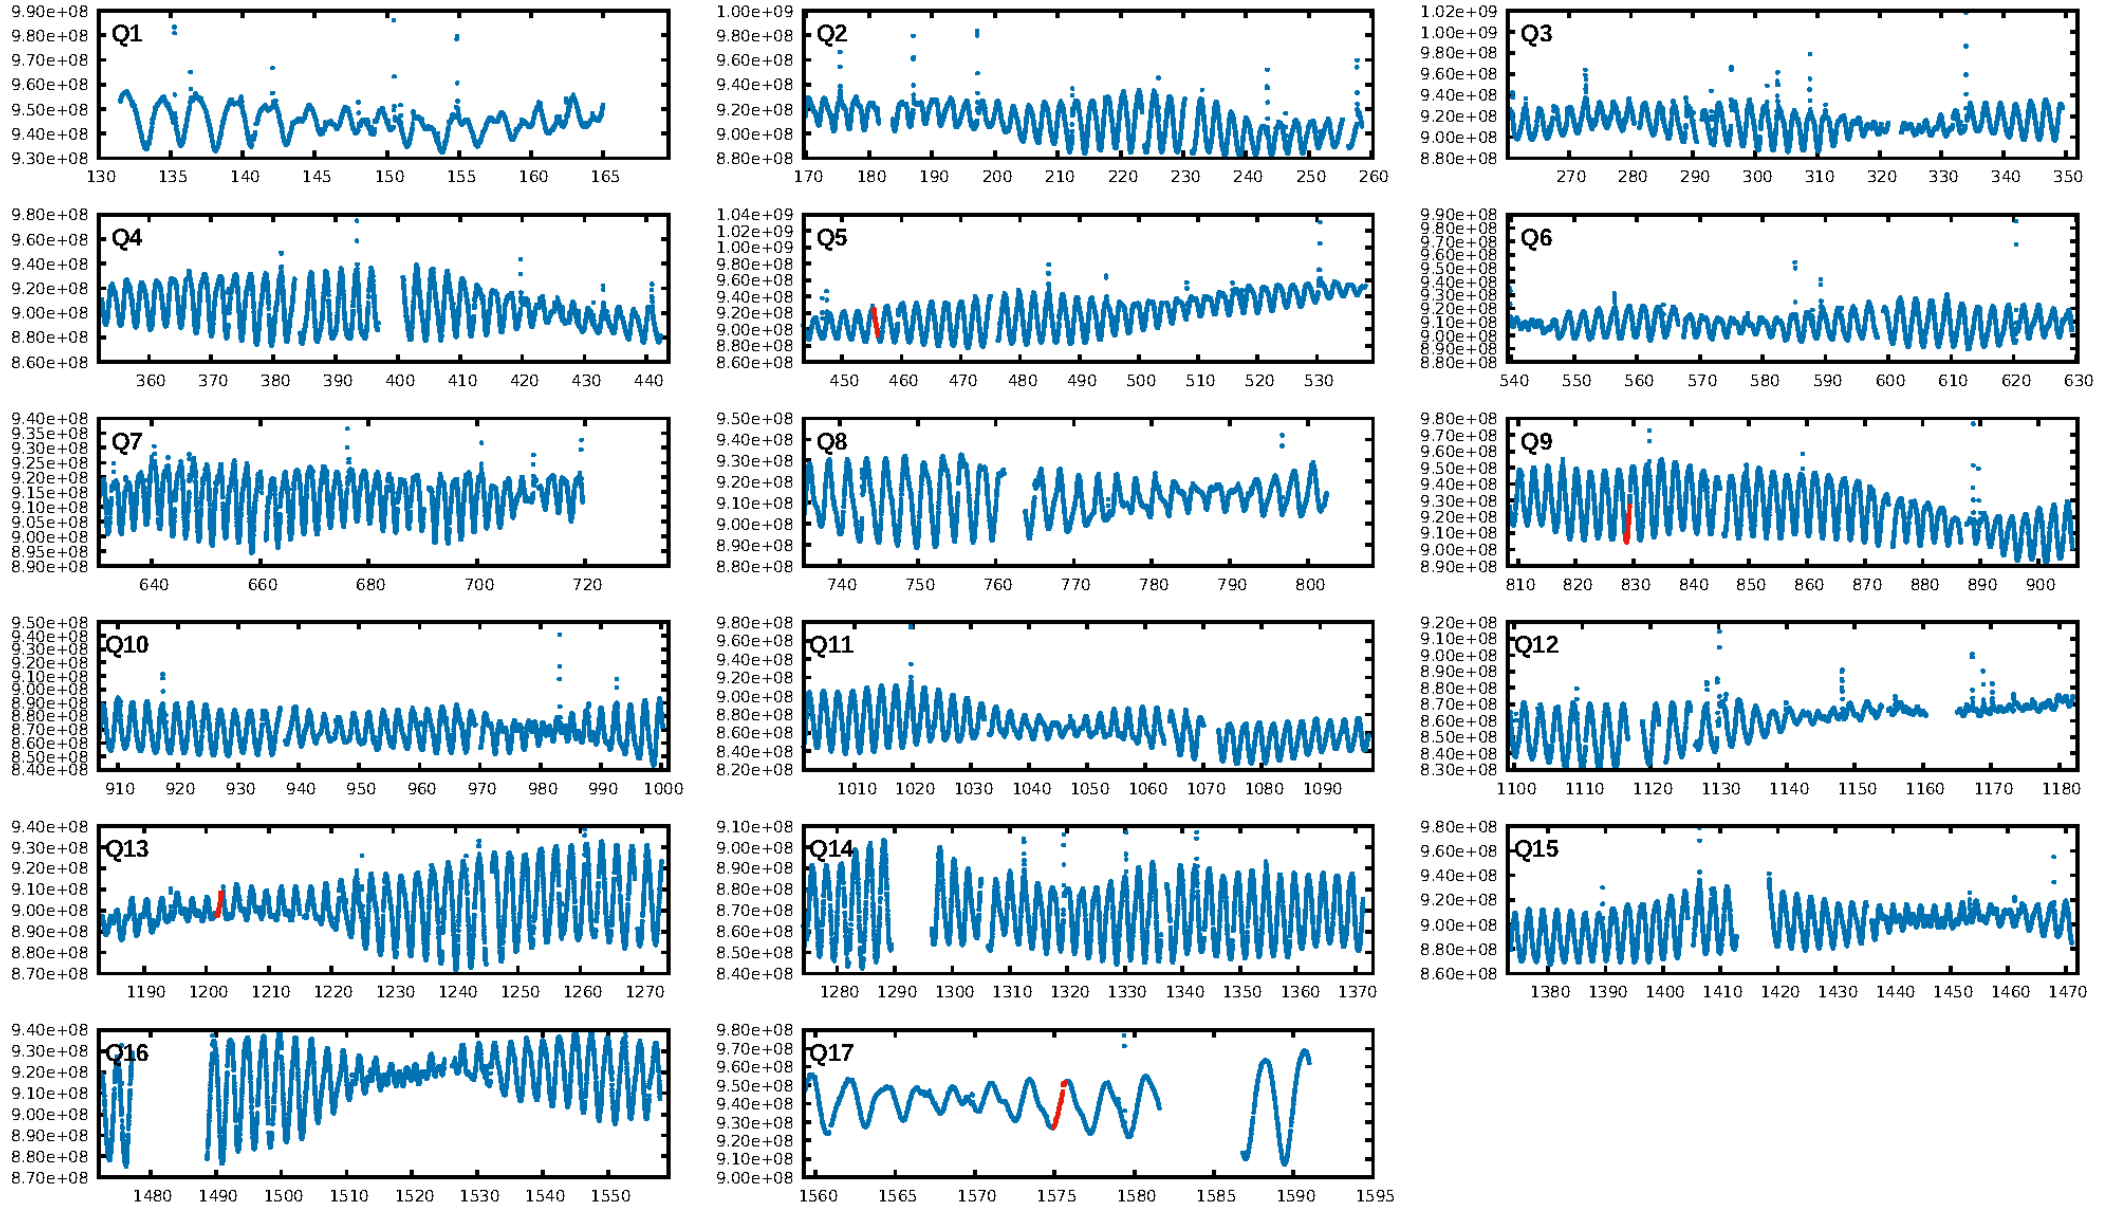 9.90e+08 9.80e+08 9.70e+08 9.60e+08 9.50e+08 9.40e+08 9.30e+08
Q1
130 135 140 145 150 155 160 165
1.00e+09 9.80e+08 9.60e+08 9.40e+08 9.20e+08 9.00e+08 8.80e+08
Q2
170 180 190 200 210 220 230 240 250 260
1.02e+09 1.00e+09 9.80e+08 9.60e+08 9.40e+08 9.20e+08 9.00e+08 8.80e+08
Q3
270 280 290 300 310 320 330 340 350
9.80e+08 9.60e+08 9.40e+08 9.20e+08 9.00e+08 8.80e+08 8.60e+08
Q4
360 370 380 390 400 410 420 430 440
1.04e+09 1.02e+09 1.00e+09 9.80e+08 9.60e+08 9.40e+08 9.20e+08 9.00e+08 8.80e+08 8.60e+08
Q5
450 460 470 480 490 500 510 520 530
9.90e+08 9.80e+08 9.70e+08 9.60e+08 9.50e+08 9.40e+08 9.30e+08 9.20e+08 9.10e+08 9.00e+08 8.90e+08 8.80e+08
Q6
540 550 560 570 580 590 600 610 620 630
9.40e+08 9.35e+08 9.30e+08 9.25e+08 9.20e+08 9.15e+08 9.10e+08 9.05e+08 9.00e+08 8.95e+08 8.90e+08
Q7
640 660 680 700 720
9.50e+08 9.40e+08 9.30e+08 9.20e+08 9.10e+08 9.00e+08 8.90e+08 8.80e+08
Q8
740 750 760 770 780 790 800
9.80e+08 9.70e+08 9.60e+08 9.50e+08 9.40e+08 9.30e+08 9.20e+08 9.10e+08 9.00e+08 8.90e+08
Q9
810 820 830 840 850 860 870 880 890 900
9.50e+08 9.40e+08 9.30e+08 9.20e+08 9.10e+08 9.00e+08 8.90e+08 8.80e+08 8.70e+08 8.60e+08 8.50e+08 8.40e+08
Q10
910 920 930 940 950 960 970 980 990 1000
9.80e+08 9.60e+08 9.40e+08 9.20e+08 9.00e+08 8.80e+08 8.60e+08 8.40e+08 8.20e+08
Q11
1010 1020 1030 1040 1050 1060 1070 1080 1090
9.20e+08 9.10e+08 9.00e+08 8.90e+08 8.80e+08 8.70e+08 8.60e+08 8.50e+08 8.40e+08 8.30e+08
Q12
1100 1110 1120 1130 1140 1150 1160 1170 1180
9.40e+08 9.30e+08 9.20e+08 9.10e+08 9.00e+08 8.90e+08 8.80e+08 8.70e+08
Q13
1190 1200 1210 1220 1230 1240 1250 1260 1270
9.10e+08 9.00e+08 8.90e+08 8.80e+08 8.70e+08 8.60e+08 8.50e+08 8.40e+08
Q14
1280 1290 1300 1310 1320 1330 1340 1350 1360 1370
9.80e+08 9.60e+08 9.40e+08 9.20e+08 9.00e+08 8.80e+08 8.60e+08
Q15
1380 1390 1400 1410 1420 1430 1440 1450 1460 1470
9.40e+08 9.30e+08 9.20e+08 9.10e+08 9.00e+08 8.90e+08 8.80e+08 8.70e+08
Q16
1480 1490 1500 1510 1520 1530 1540 1550
9.80e+08 9.70e+08 9.60e+08 9.50e+08 9.40e+08 9.30e+08 9.20e+08 9.10e+08 9.00e+08
Q17
1560 1565 1570 1575 1580 1585 1590 1595